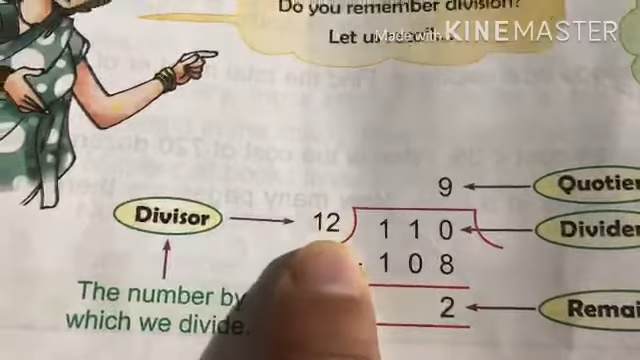 Do you remember division?
Let us
Made with KINEMASTER
9
Quotie
Divisor
12
1 1 0
Divide
1 0 8
The number by
which we divide.
2
Remai